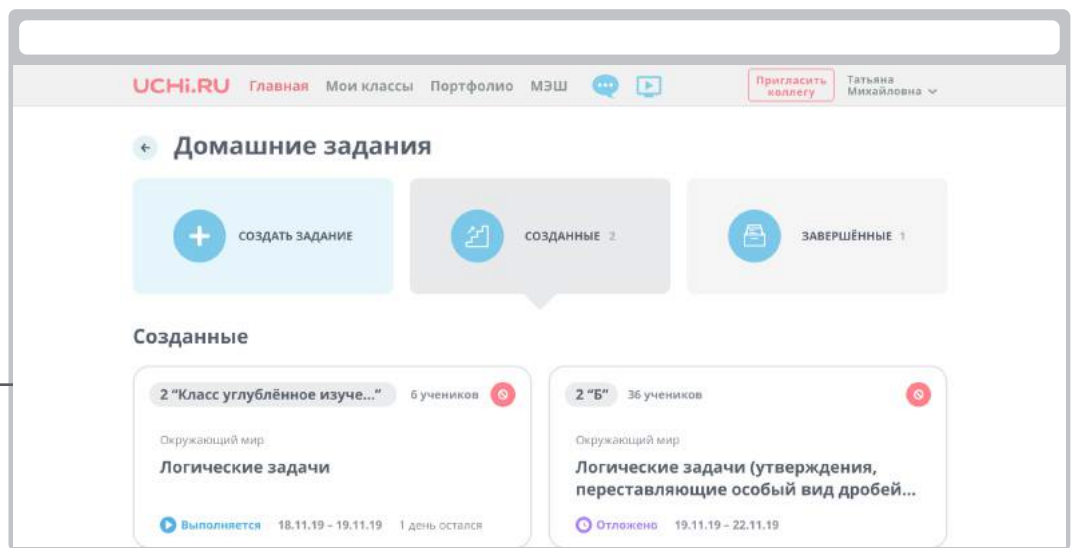 UCHi.RU Главная Мои классы Портфолио МЭШ Пригласить коллегу Татьяна Михайловна
Домашние задания
СОЗДАТЬ ЗАДАНИЕ
СОЗДАННЫЕ 2
ЗАВЕРШЁННЫЕ 1
Созданные
2 "Класс углублённое изуче..." 6 учеников
Окружающий мир
Логические задачи
Выполняется 18.11.19 – 19.11.19 1 день остался
2 "Б" 36 учеников
Окружающий мир
Логические задачи (утверждения,
переставляющие особый вид дробей...
Отложено 19.11.19 – 22.11.19